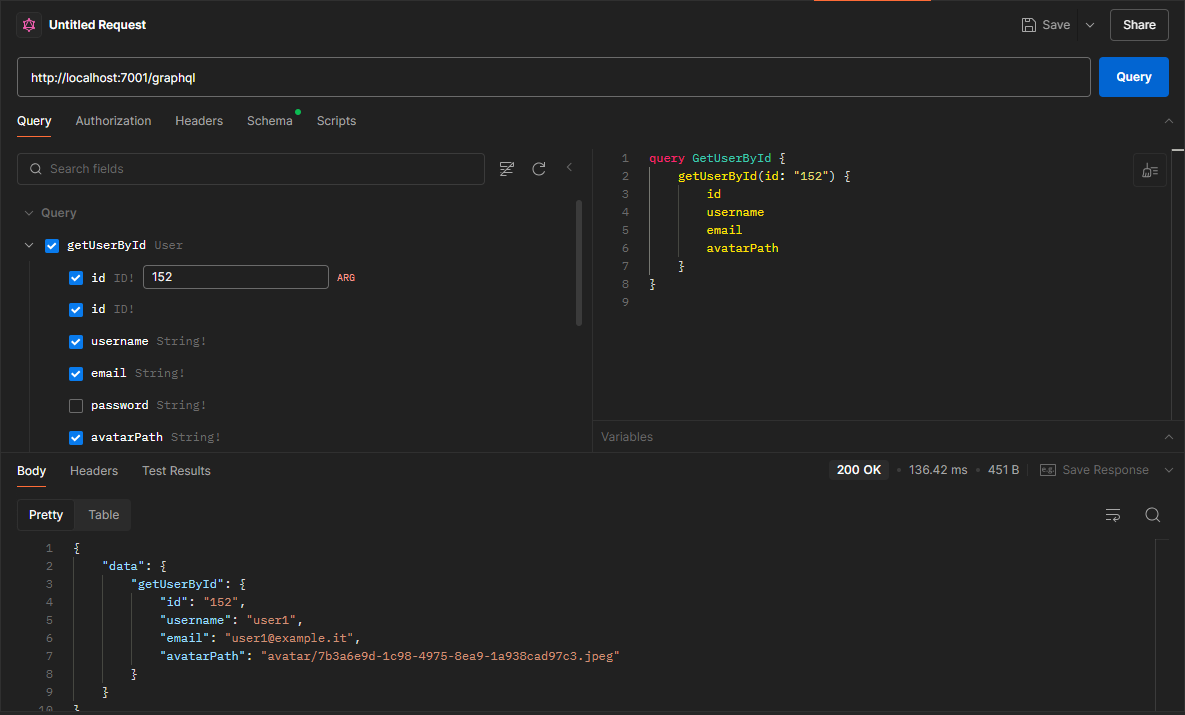 Untitled Request
Save
Share
http://localhost:7001/graphql
Query
Query Authorization Headers Schema Scripts
Search fields
Query
getUserById User
id ID! 152 ARG
id ID!
username String!
email String!
password String!
avatarPath String!
1 query GetUserById {
2 getUserById(id: "152") {
3 id
4 username
5 email
6 avatarPath
7 }
8 }
9
Variables
Body Headers Test Results
200 OK • 136.42 ms • 451 B
e.g. Save Response
Pretty Table
1 {
2 "data": {
3 "getUserById": {
4 "id": "152",
5 "username": "user1",
6 "email": "user1@example.it",
7 "avatarPath": "avatar/7b3a6e9d-1c98-4975-8ea9-1a938cad97c3.jpeg"
8 }
9 }
10 }